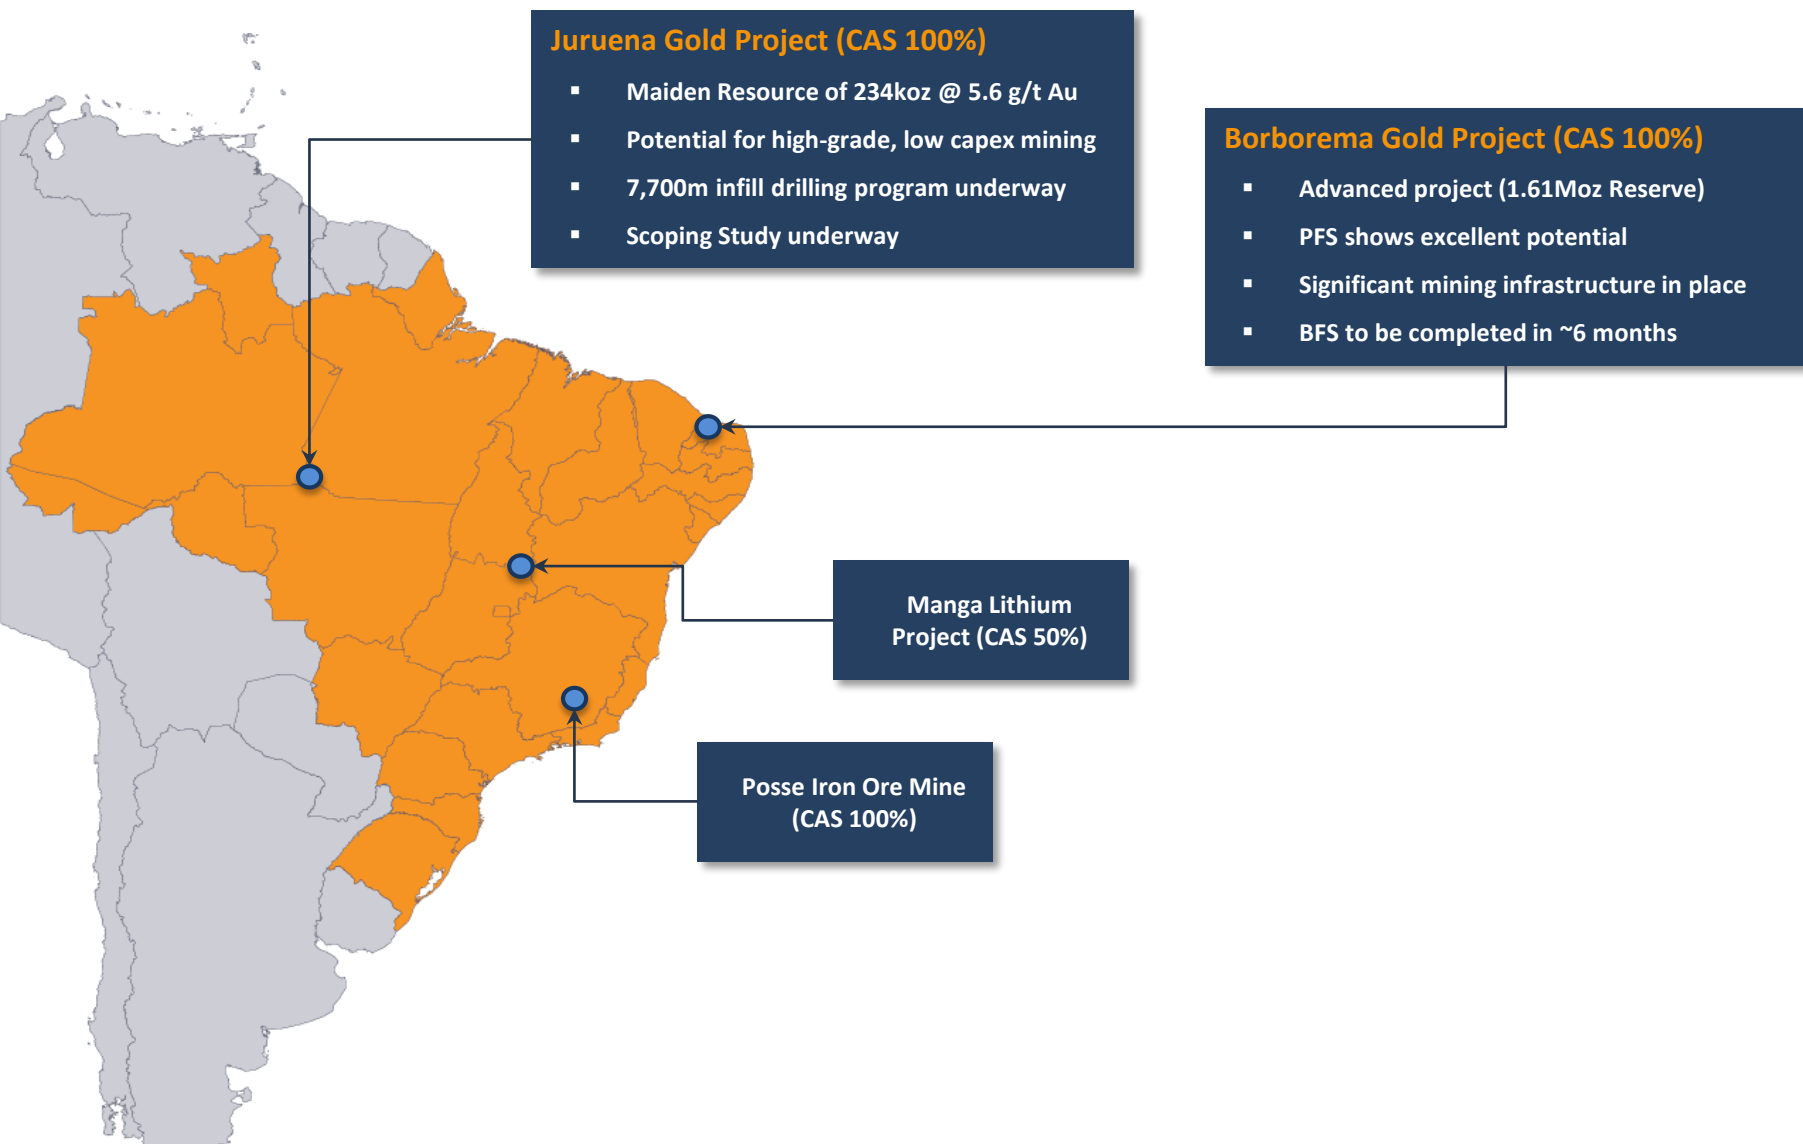 Juruena Gold Project (CAS 100%)
▪ Maiden Resource of 234koz @ 5.6 g/t Au
▪ Potential for high-grade, low capex mining
▪ 7,700m infill drilling program underway
▪ Scoping Study underway
Borborema Gold Project (CAS 100%)
▪ Advanced project (1.61Moz Reserve)
▪ PFS shows excellent potential
▪ Significant mining infrastructure in place
▪ BFS to be completed in ~6 months
Manga Lithium
Project (CAS 50%)
Posse Iron Ore Mine
(CAS 100%)